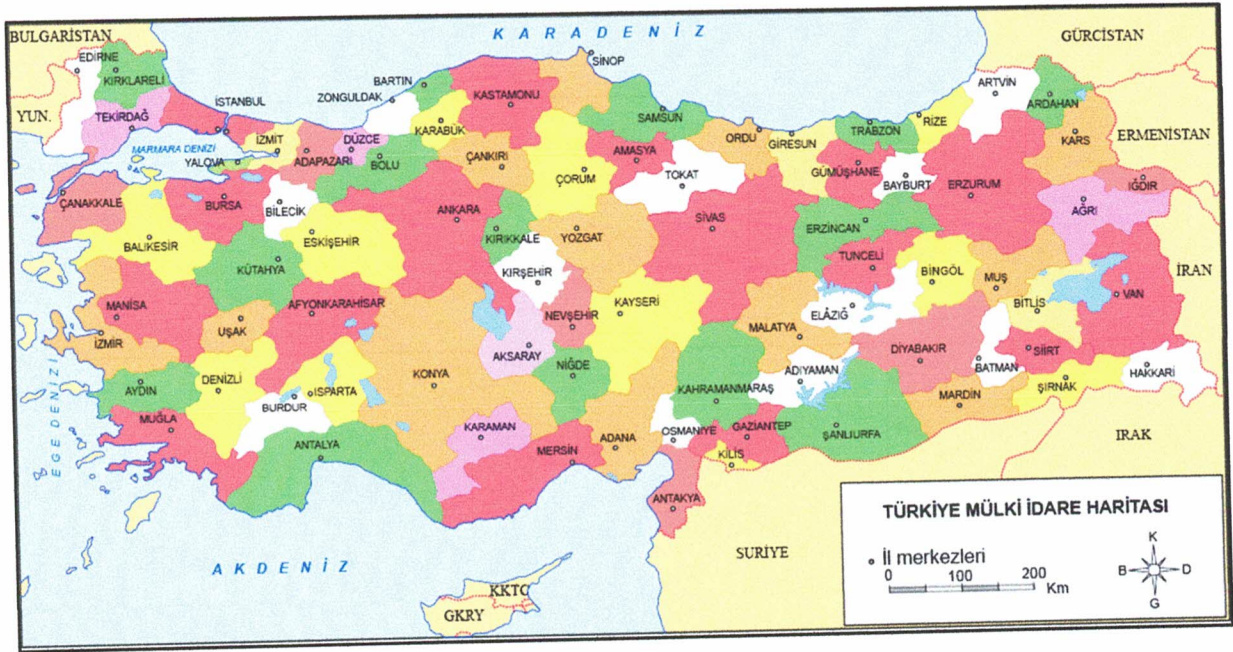 KARADENİZ
BULGARİSTAN
GÜRCİSTAN
EDİRNE
KIRKLARELİ
SİNOP
BARTIN
ZONGULDAK
KASTAMONU
ARTVİN
ARDAHAN
YUN.
TEKİRDAĞ
İSTANBUL
KARABÜK
SAMSUN
ORDU
GİRESUN
TRABZON
RİZE
KARS
ERMENİSTAN
MARMARA DENİZİ
İZMİT
YALOVA
ADAPAZARI
DÜZCE
BOLU
ÇANKIRI
ÇORUM
AMASYA
TOKAT
GÜMÜŞHANE
BAYBURT
ERZURUM
IĞDIR
AĞRI
ÇANAKKALE
BURSA
BİLECİK
ANKARA
KIRIKKALE
YOZGAT
SİVAS
ERZİNCAN
BALIKESİR
ESKİŞEHİR
KÜTAHYA
KIRŞEHİR
TUNCELİ
BİNGÖL
MUŞ
BİTLİS
VAN
İRAN
MANİSA
İZMİR
UŞAK
AFYONKARAHİSAR
KAYSERİ
NEVŞEHİR
AKSARAY
MALATYA
ELÂZIĞ
DİYABAKIR
BATMAN
SİİRT
HAKKARİ
ŞIRNAK
EGEDENİZİ
AYDIN
DENİZLİ
ISPARTA
BURDUR
KONYA
NİĞDE
KAHRAMANMARAŞ
ADIYAMAN
MARDİN
MUĞLA
ANTALYA
KARAMAN
MERSİN
ADANA
OSMANIYE
GAZİANTEP
KİLİS
ŞANLIURFA
IRAK
ANTAKYA
SURİYE
AKDENİZ
KKTC
GKRY
TÜRKİYE MÜLKİ İDARE HARİTASI
İl merkezleri
0 100 200
Km
K
B D
G